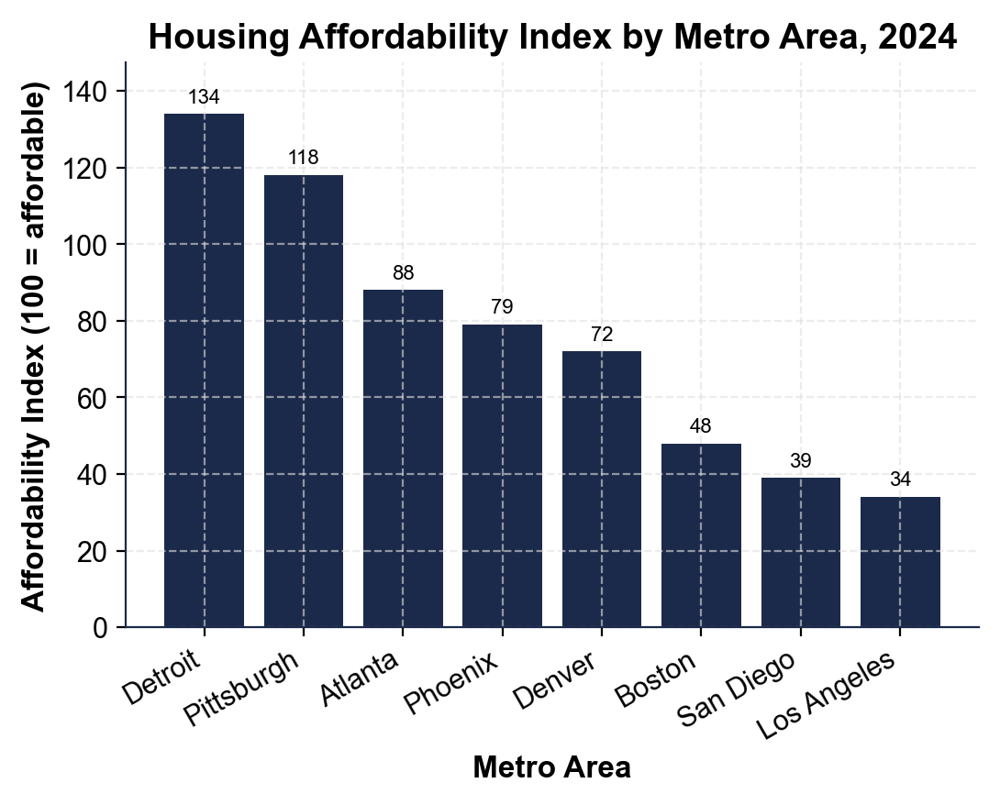 Housing Affordability Index by Metro Area, 2024
Affordability Index (100 = affordable)
140
120
100
80
60
40
20
0
134
118
88
79
72
48
39
34
Detroit
Pittsburgh
Atlanta
Phoenix
Denver
Boston
San Diego
Los Angeles
Metro Area